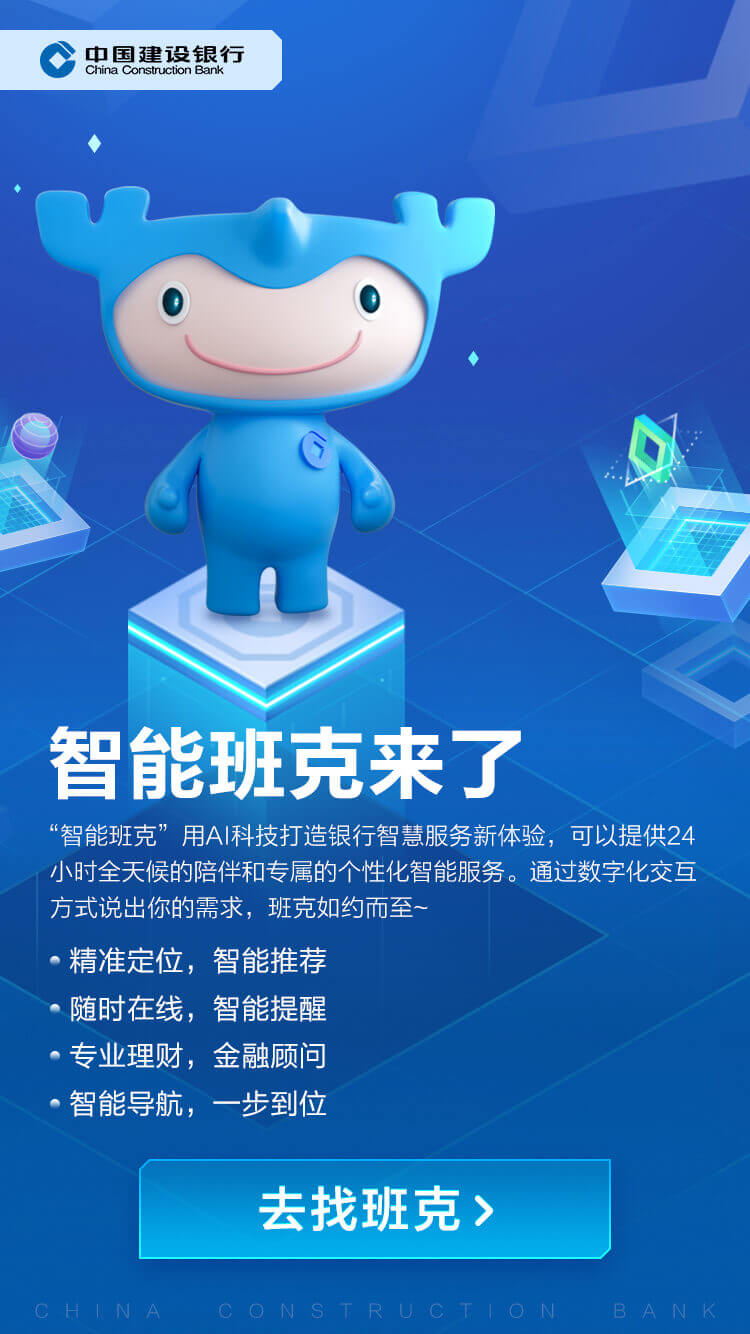 中国建设银行
China Construction Bank
智能班克来了
“智能班克”用AI科技打造银行智慧服务新体验，可以提供24
小时全天候的陪伴和专属的个性化智能服务。通过数字化交互
方式说出你的需求，班克如约而至~
• 精准定位，智能推荐
• 随时在线，智能提醒
• 专业理财，金融顾问
• 智能导航，一步到位
去找班克 >
CHINA CONSTRUCTION BANK